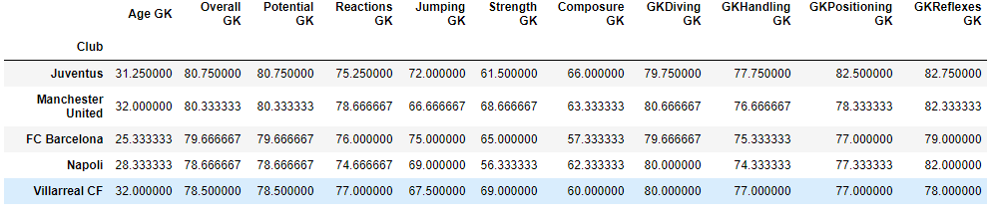 Age GK Overall GK Potential GK Reactions GK Jumping GK Strength GK Composure GK GKDiving GK GKHandling GK GKPositioning GK GKReflexes GK
Club
Juventus 31.250000 80.750000 80.750000 75.250000 72.000000 61.500000 66.000000 79.750000 77.750000 82.500000 82.750000
Manchester United 32.000000 80.333333 80.333333 78.666667 66.666667 68.666667 63.333333 80.666667 76.666667 78.333333 82.333333
FC Barcelona 25.333333 79.666667 79.666667 76.000000 75.000000 65.000000 57.333333 79.666667 75.333333 77.000000 79.000000
Napoli 28.333333 78.666667 78.666667 74.666667 69.000000 56.333333 62.333333 80.000000 74.333333 77.333333 82.000000
Villarreal CF 32.000000 78.500000 78.500000 77.000000 67.500000 69.000000 60.000000 80.000000 77.000000 77.000000 78.000000